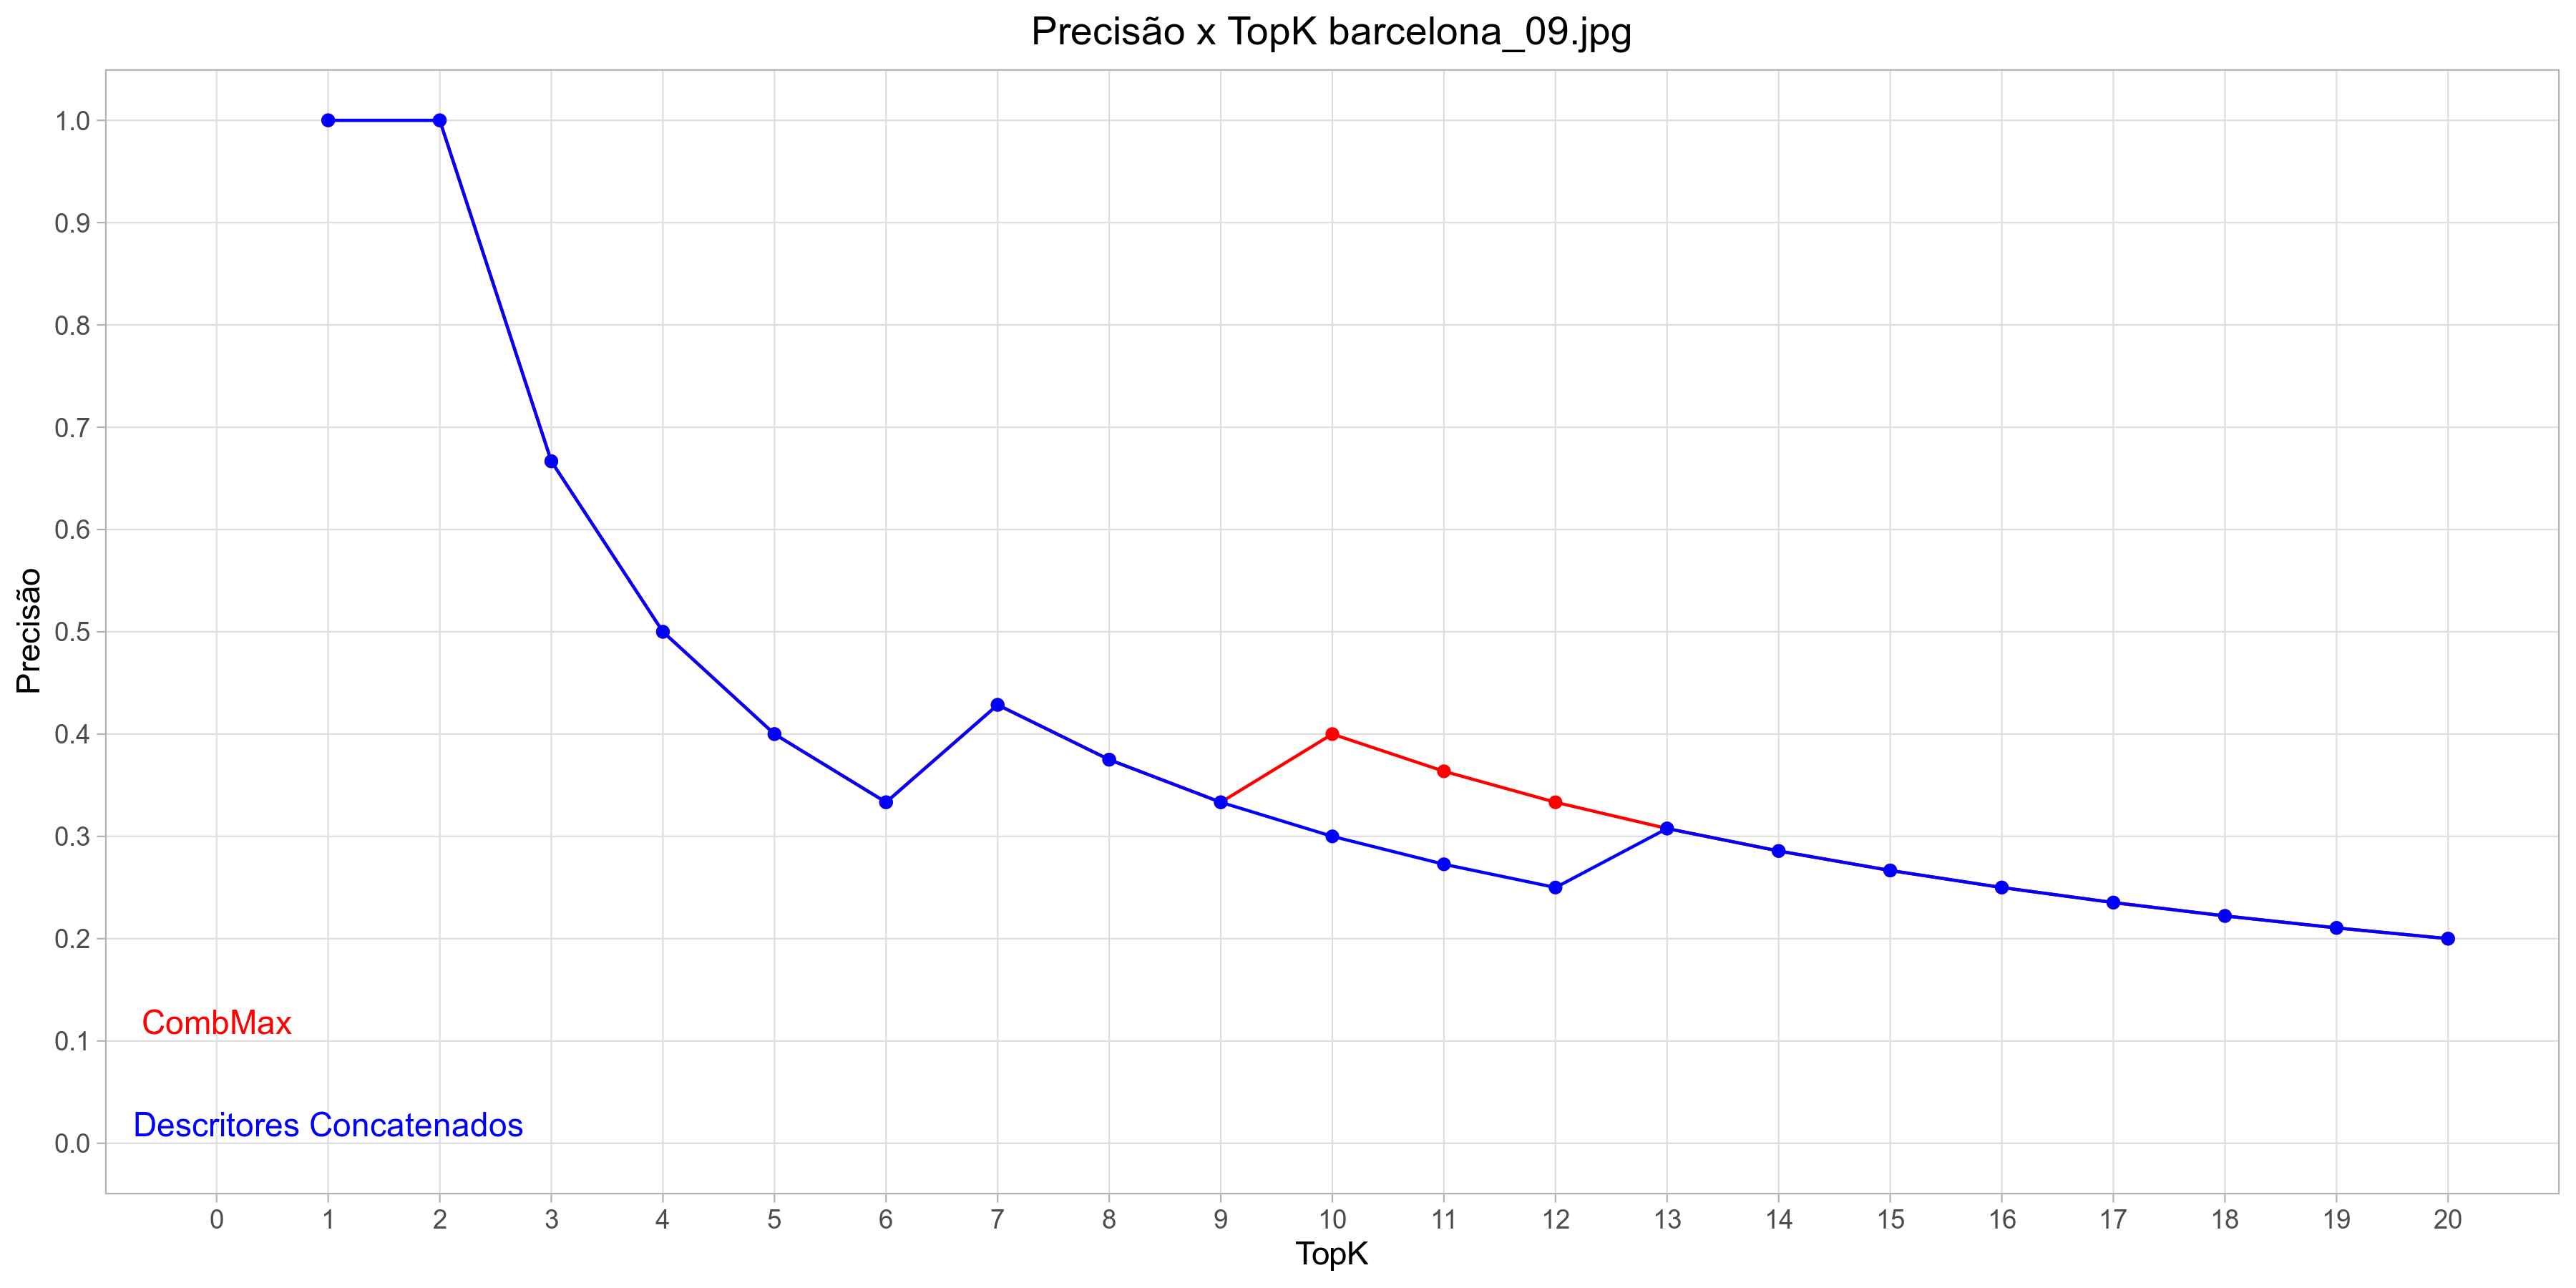 Precisão x TopK barcelona_09.jpg
1.0
0.9
0.8
0.7
0.6
0.5
0.4
0.3
0.2
0.1
0.0
Precisão
CombMax
Descritores Concatenados
0 1 2 3 4 5 6 7 8 9 10 11 12 13 14 15 16 17 18 19 20
TopK